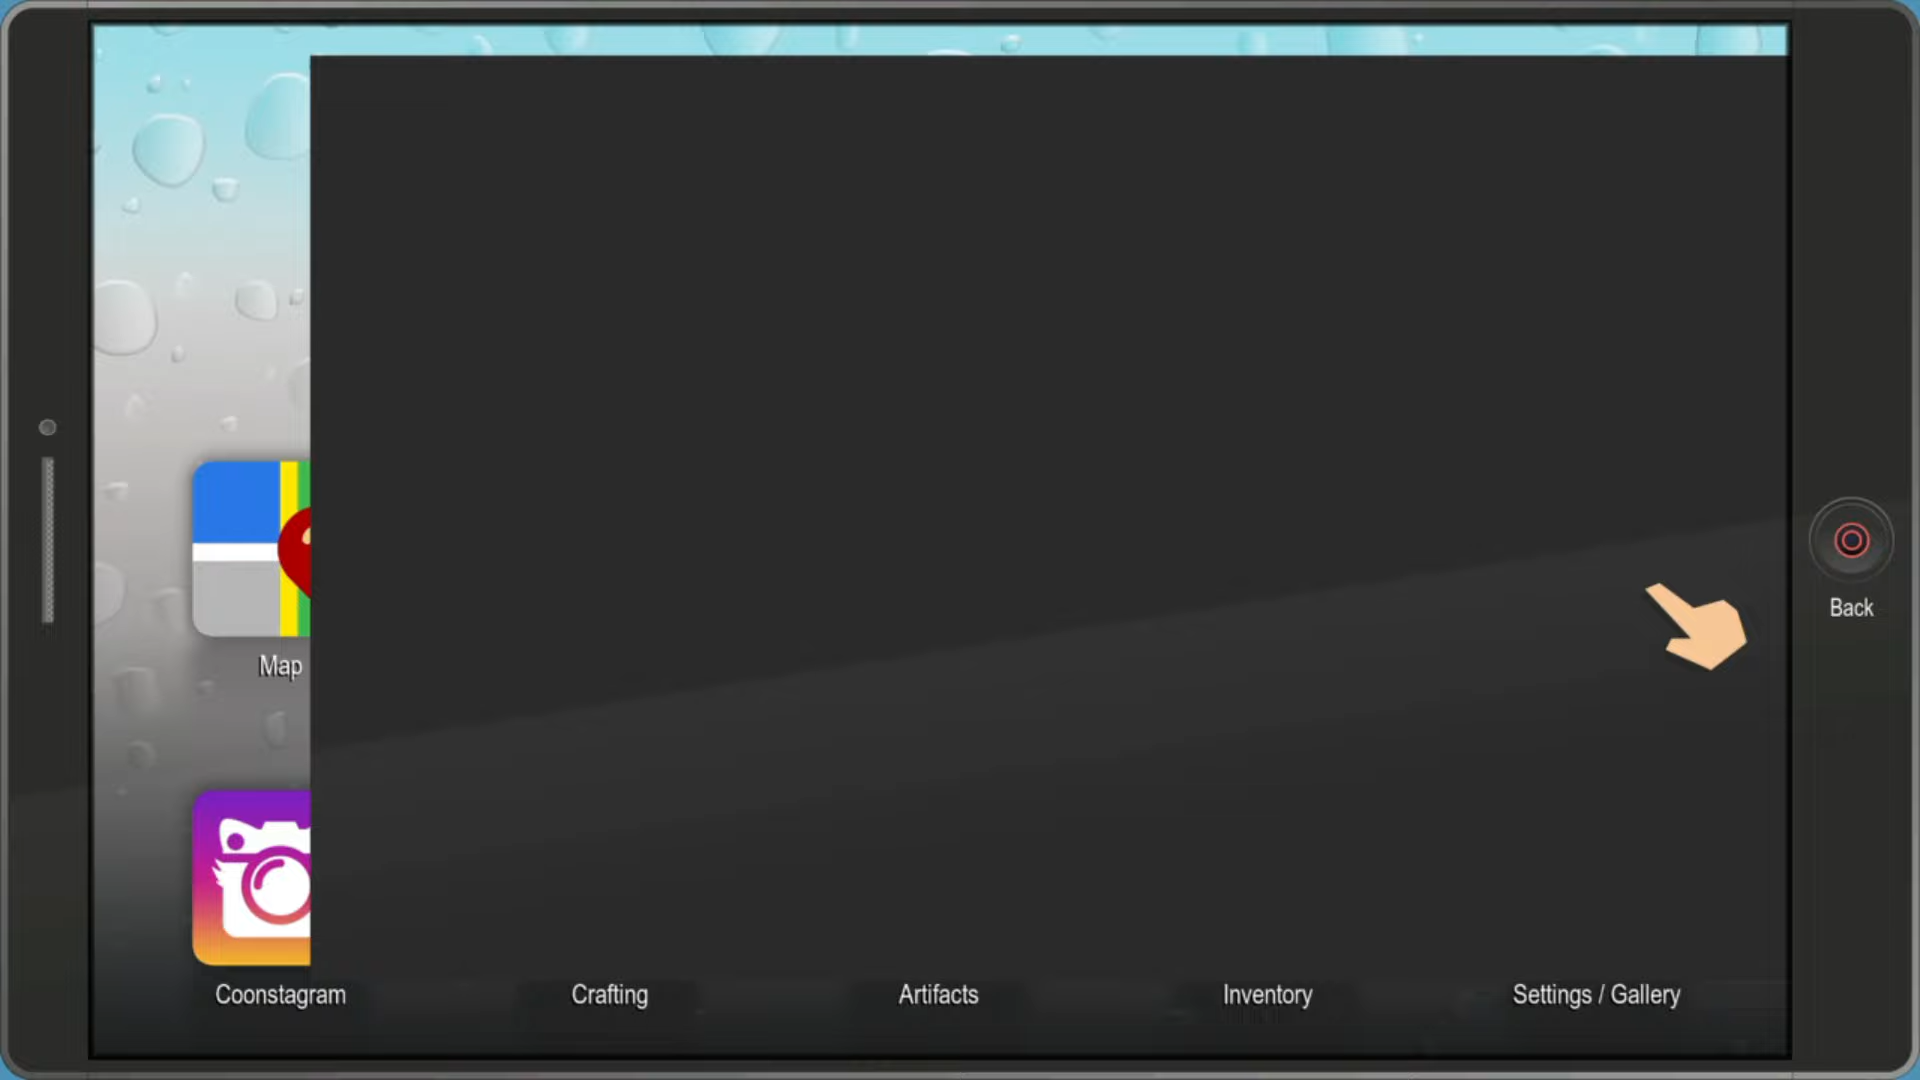 Back
Map
Coonstagram
Crafting
Artifacts
Inventory
Settings / Gallery